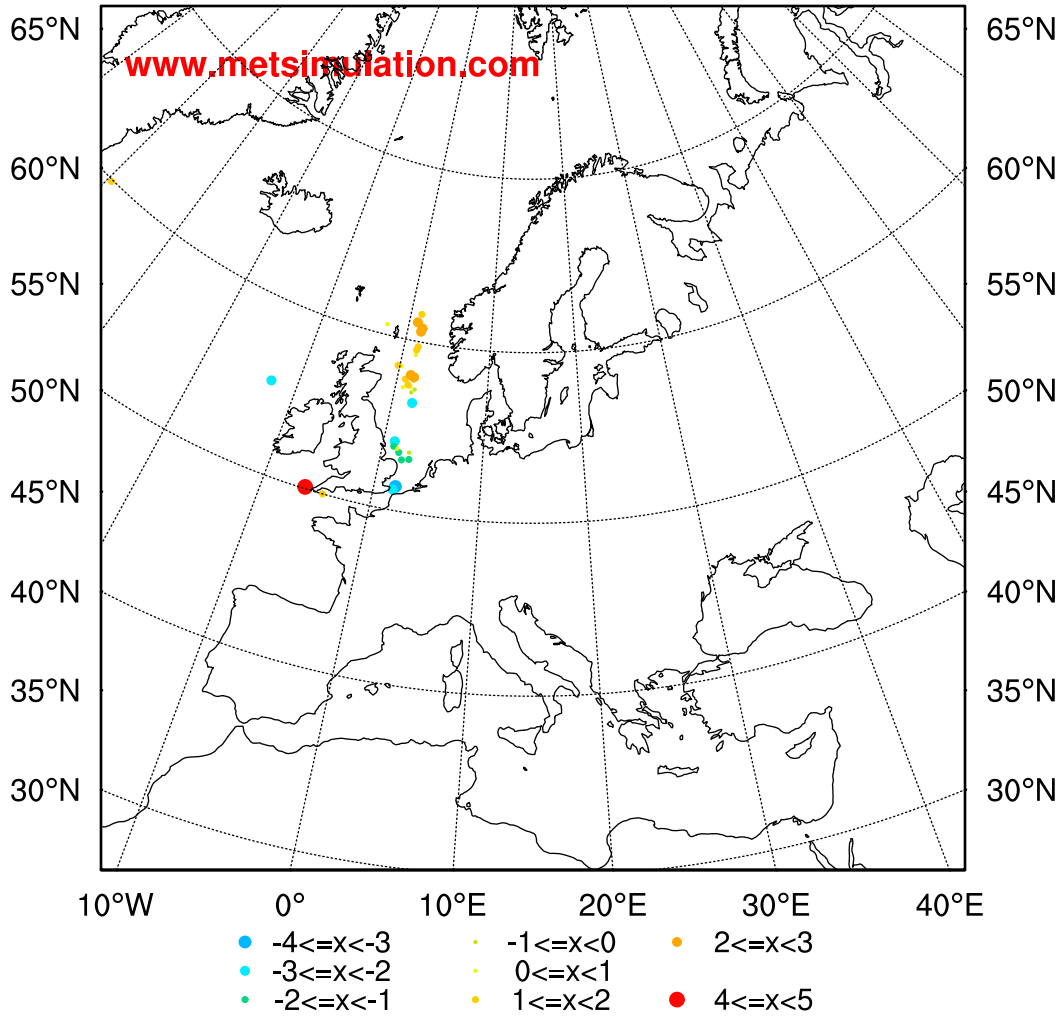 65°N 65°N
www.metsimulation.com
60°N 60°N
55°N 55°N
50°N 50°N
45°N 45°N
40°N 40°N
35°N 35°N
30°N 30°N
10°W 0° 10°E 20°E 30°E 40°E
-4<=x<-3 -1<=x<0 2<=x<3
-3<=x<-2 0<=x<1
-2<=x<-1 1<=x<2 4<=x<5